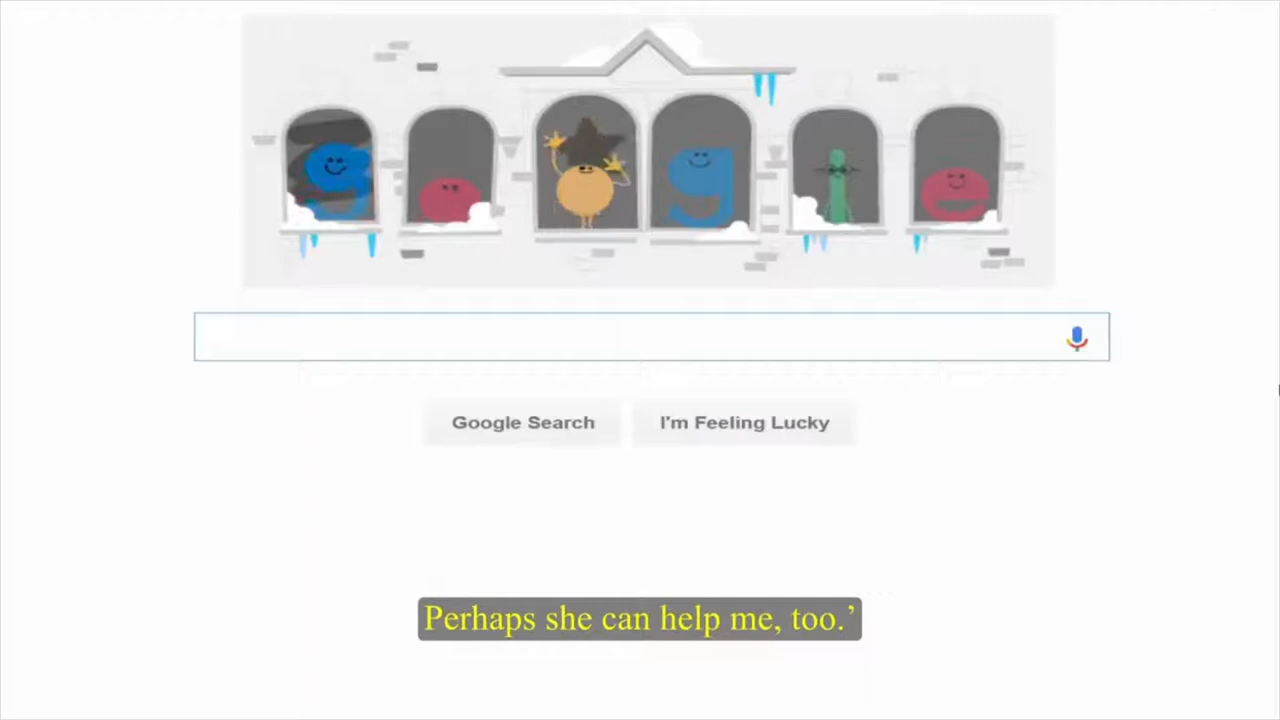 Google Search
I'm Feeling Lucky
Perhaps she can help me, too.’